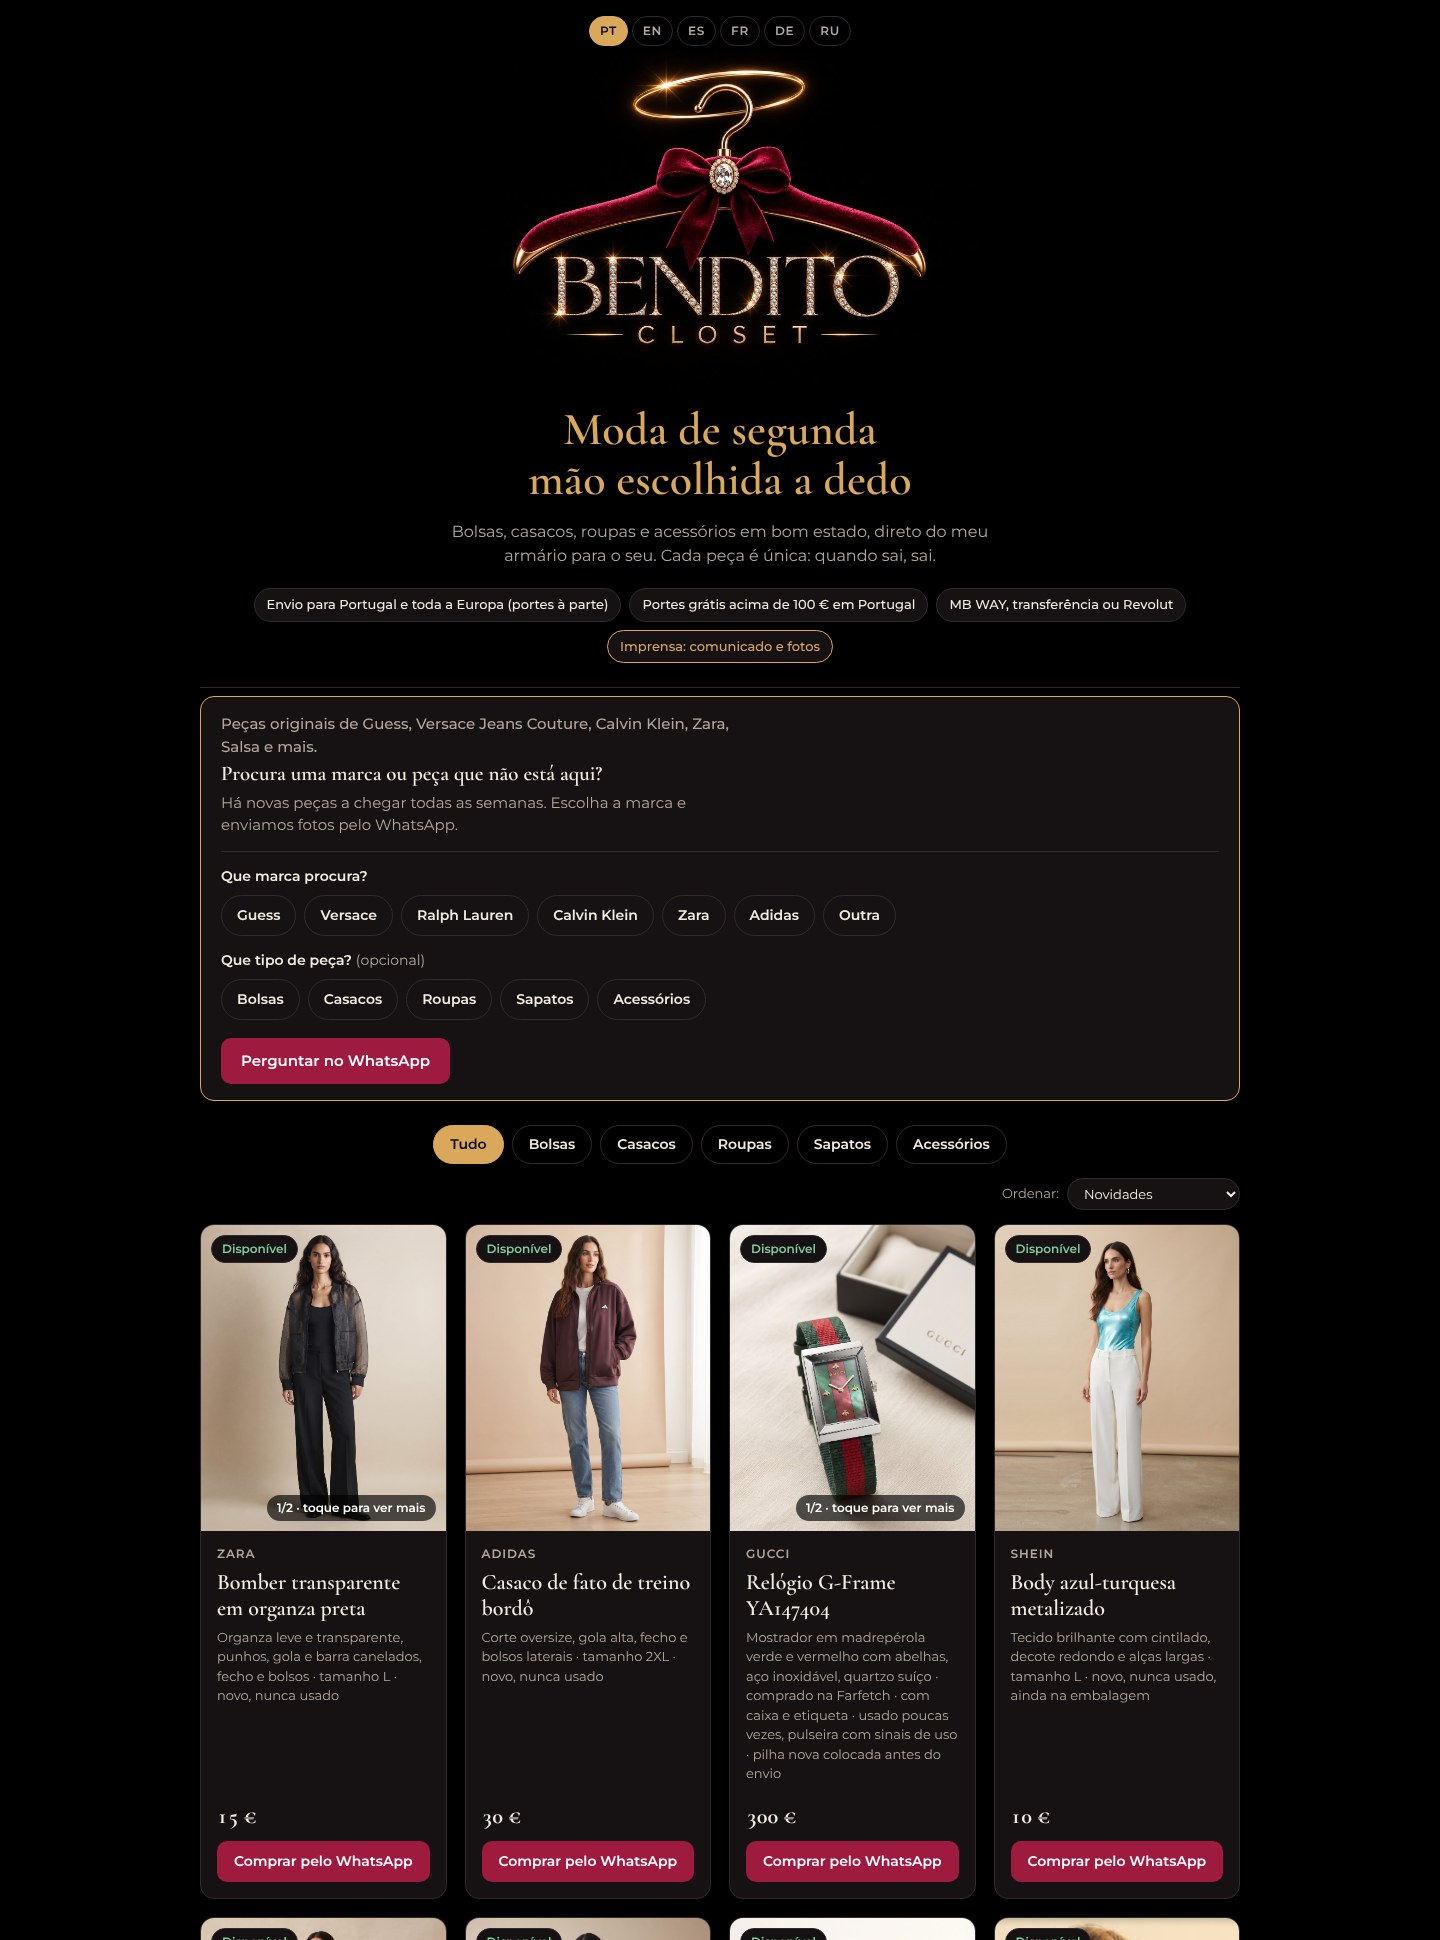 PT EN ES FR DE RU
BENDITO
CLOSET
Moda de segunda
mão escolhida a dedo
Bolsas, casacos, roupas e acessórios em bom estado, direto do meu
armário para o seu. Cada peça é única: quando sai, sai.
Envio para Portugal e toda a Europa (portes à parte)
Portes grátis acima de 100 € em Portugal
MB WAY, transferência ou Revolut
Imprensa: comunicado e fotos
Peças originais de Guess, Versace Jeans Couture, Calvin Klein, Zara,
Salsa e mais.
Procura uma marca ou peça que não está aqui?
Há novas peças a chegar todas as semanas. Escolha a marca e
enviamos fotos pelo WhatsApp.
Que marca procura?
Guess Versace Ralph Lauren Calvin Klein Zara Adidas Outra
Que tipo de peça? (opcional)
Bolsas Casacos Roupas Sapatos Acessórios
Perguntar no WhatsApp
Tudo Bolsas Casacos Roupas Sapatos Acessórios
Ordenar: Novidades
Disponível
1/2 · toque para ver mais
ZARA
Bomber transparente
em organza preta
Organza leve e transparente,
punhos, gola e barra canelados,
fecho e bolsos · tamanho L ·
novo, nunca usado
15 €
Comprar pelo WhatsApp
Disponível
ADIDAS
Casaco de fato de treino
bordô
Corte oversize, gola alta, fecho e
bolsos laterais · tamanho 2XL ·
novo, nunca usado
30 €
Comprar pelo WhatsApp
Disponível
GUCCI
1/2 · toque para ver mais
GUCCI
Relógio G-Frame
YA147404
Mostrador em madrepérola
verde e vermelho com abelhas,
aço inoxidável, quartzo suíço ·
comprado na Farfetch · com
caixa e etiqueta · usado poucas
vezes, pulseira com sinais de uso
· pilha nova colocada antes do
envio
300 €
Comprar pelo WhatsApp
Disponível
SHEIN
Body azul-turquesa
metalizado
Tecido brilhante com cintilado,
decote redondo e alças largas ·
tamanho L · novo, nunca usado,
ainda na embalagem
10 €
Comprar pelo WhatsApp